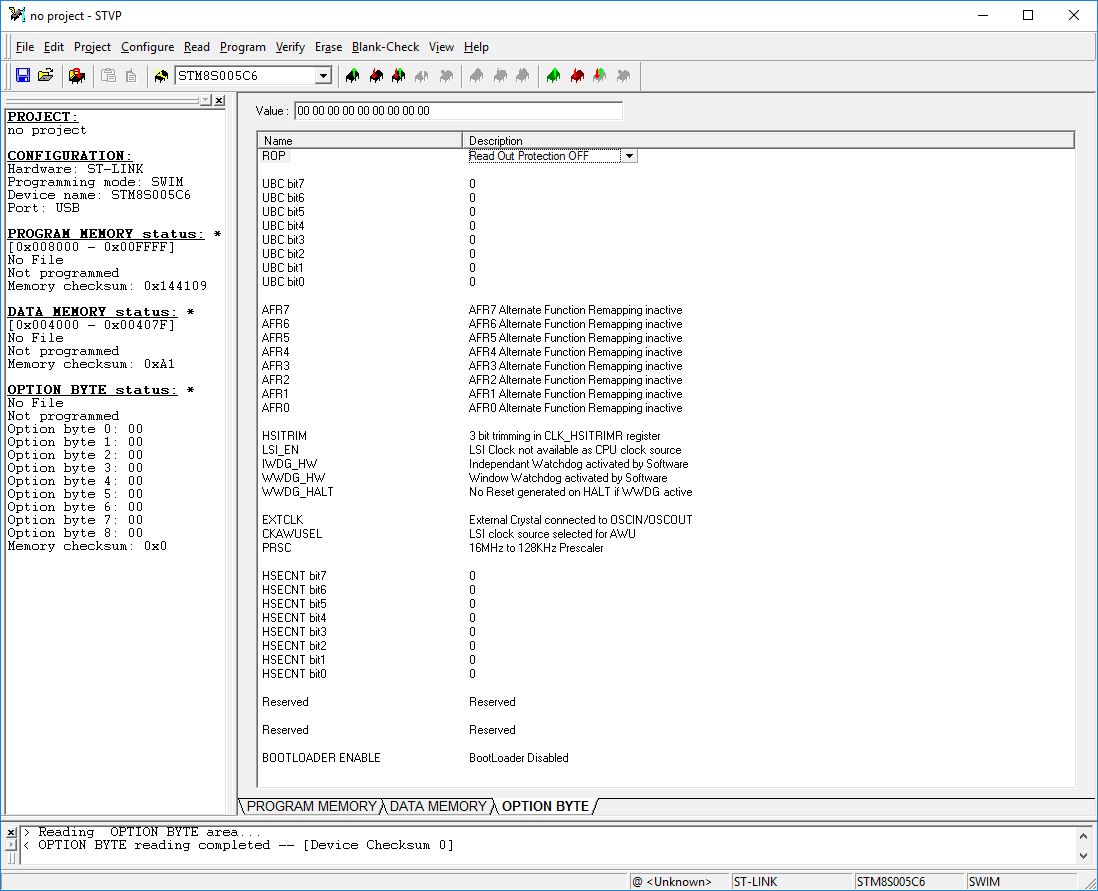 no project - STVP
File Edit Project Configure Read Program Verify Erase Blank-Check View Help
STM8S005C6
PROJECT:
no project
CONFIGURATION:
Hardware: ST-LINK
Programming mode: SWIM
Device name: STM8S005C6
Port: USB
PROGRAM MEMORY status: *
[0x008000 - 0x00FFFF]
No File
Not programmed
Memory checksum: 0x144109
DATA MEMORY status: *
[0x004000 - 0x00407F]
No File
Not programmed
Memory checksum: 0xA1
OPTION BYTE status: *
No File
Not programmed
Option byte 0: 00
Option byte 1: 00
Option byte 2: 00
Option byte 3: 00
Option byte 4: 00
Option byte 5: 00
Option byte 6: 00
Option byte 7: 00
Option byte 8: 00
Memory checksum: 0x0
Value : 00 00 00 00 00 00 00 00 00
Name Description
ROP Read Out Protection OFF
UBC bit7 0
UBC bit6 0
UBC bit5 0
UBC bit4 0
UBC bit3 0
UBC bit2 0
UBC bit1 0
UBC bit0 0
AFR7 AFR7 Alternate Function Remapping inactive
AFR6 AFR6 Alternate Function Remapping inactive
AFR5 AFR5 Alternate Function Remapping inactive
AFR4 AFR4 Alternate Function Remapping inactive
AFR3 AFR3 Alternate Function Remapping inactive
AFR2 AFR2 Alternate Function Remapping inactive
AFR1 AFR1 Alternate Function Remapping inactive
AFR0 AFR0 Alternate Function Remapping inactive
HSITRIM 3 bit trimming in CLK_HSITRIMR register
LSI_EN LSI Clock not available as CPU clock source
IWDG_HW Independant Watchdog activated by Software
WWDG_HW Window Watchdog activated by Software
WWDG_HALT No Reset generated on HALT if WWDG active
EXTCLK External Crystal connected to OSCIN/OSCOUT
CKAWUSEL LSI clock source selected for AWU
PRSC 16MHz to 128KHz Prescaler
HSECNT bit7 0
HSECNT bit6 0
HSECNT bit5 0
HSECNT bit4 0
HSECNT bit3 0
HSECNT bit2 0
HSECNT bit1 0
HSECNT bit0 0
Reserved Reserved
Reserved Reserved
BOOTLOADER ENABLE BootLoader Disabled
PROGRAM MEMORY DATA MEMORY OPTION BYTE
> Reading OPTION BYTE area...
< OPTION BYTE reading completed -- [Device Checksum 0]
@ <Unknown> ST-LINK STM8S005C6 SWIM